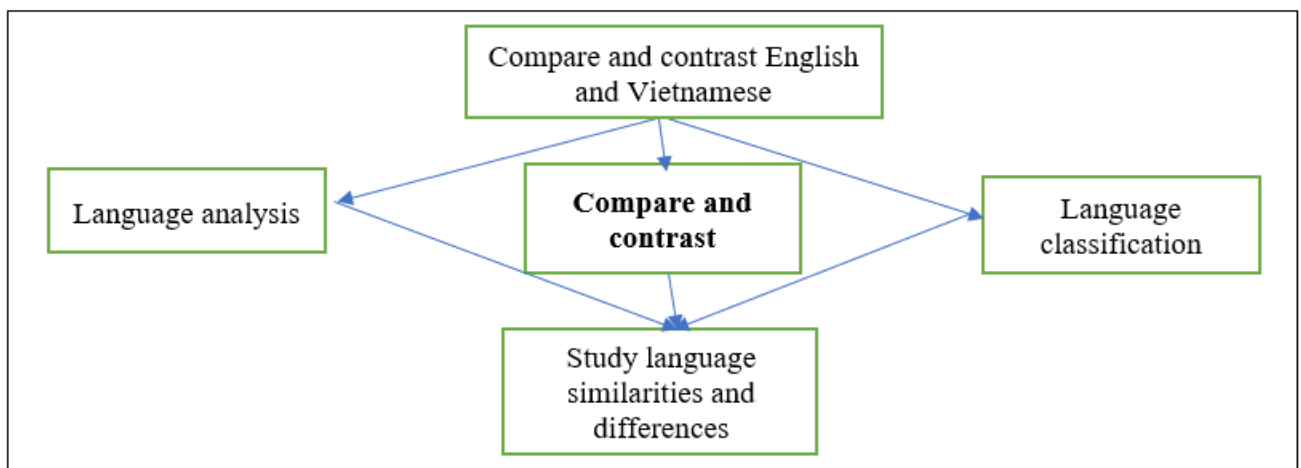 Compare and contrast English
and Vietnamese
Language analysis
Compare and
contrast
Language
classification
Study language
similarities and
differences